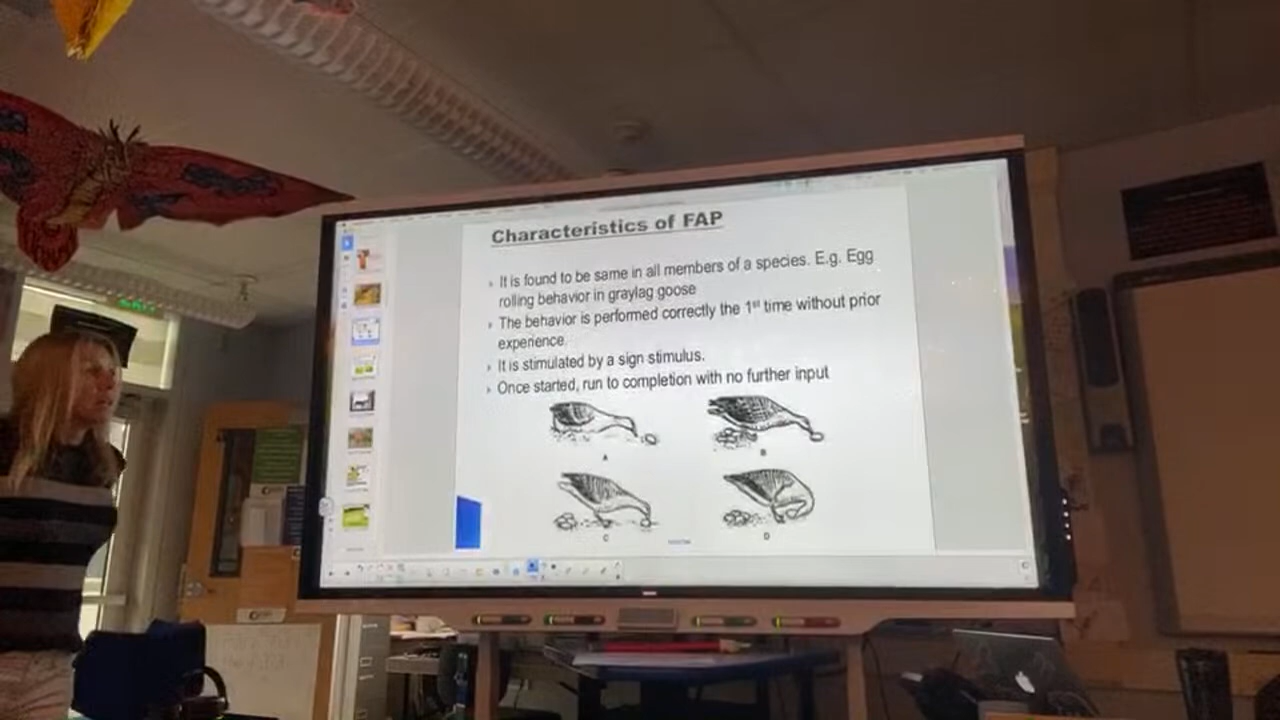 Characteristics of FAP
It is found to be same in all members of a species. E.g. Egg
rolling behavior in graylag goose
The behavior is performed correctly the 1st time without prior
experience
It is stimulated by a sign stimulus.
Once started, run to completion with no further input
A
B
C
D